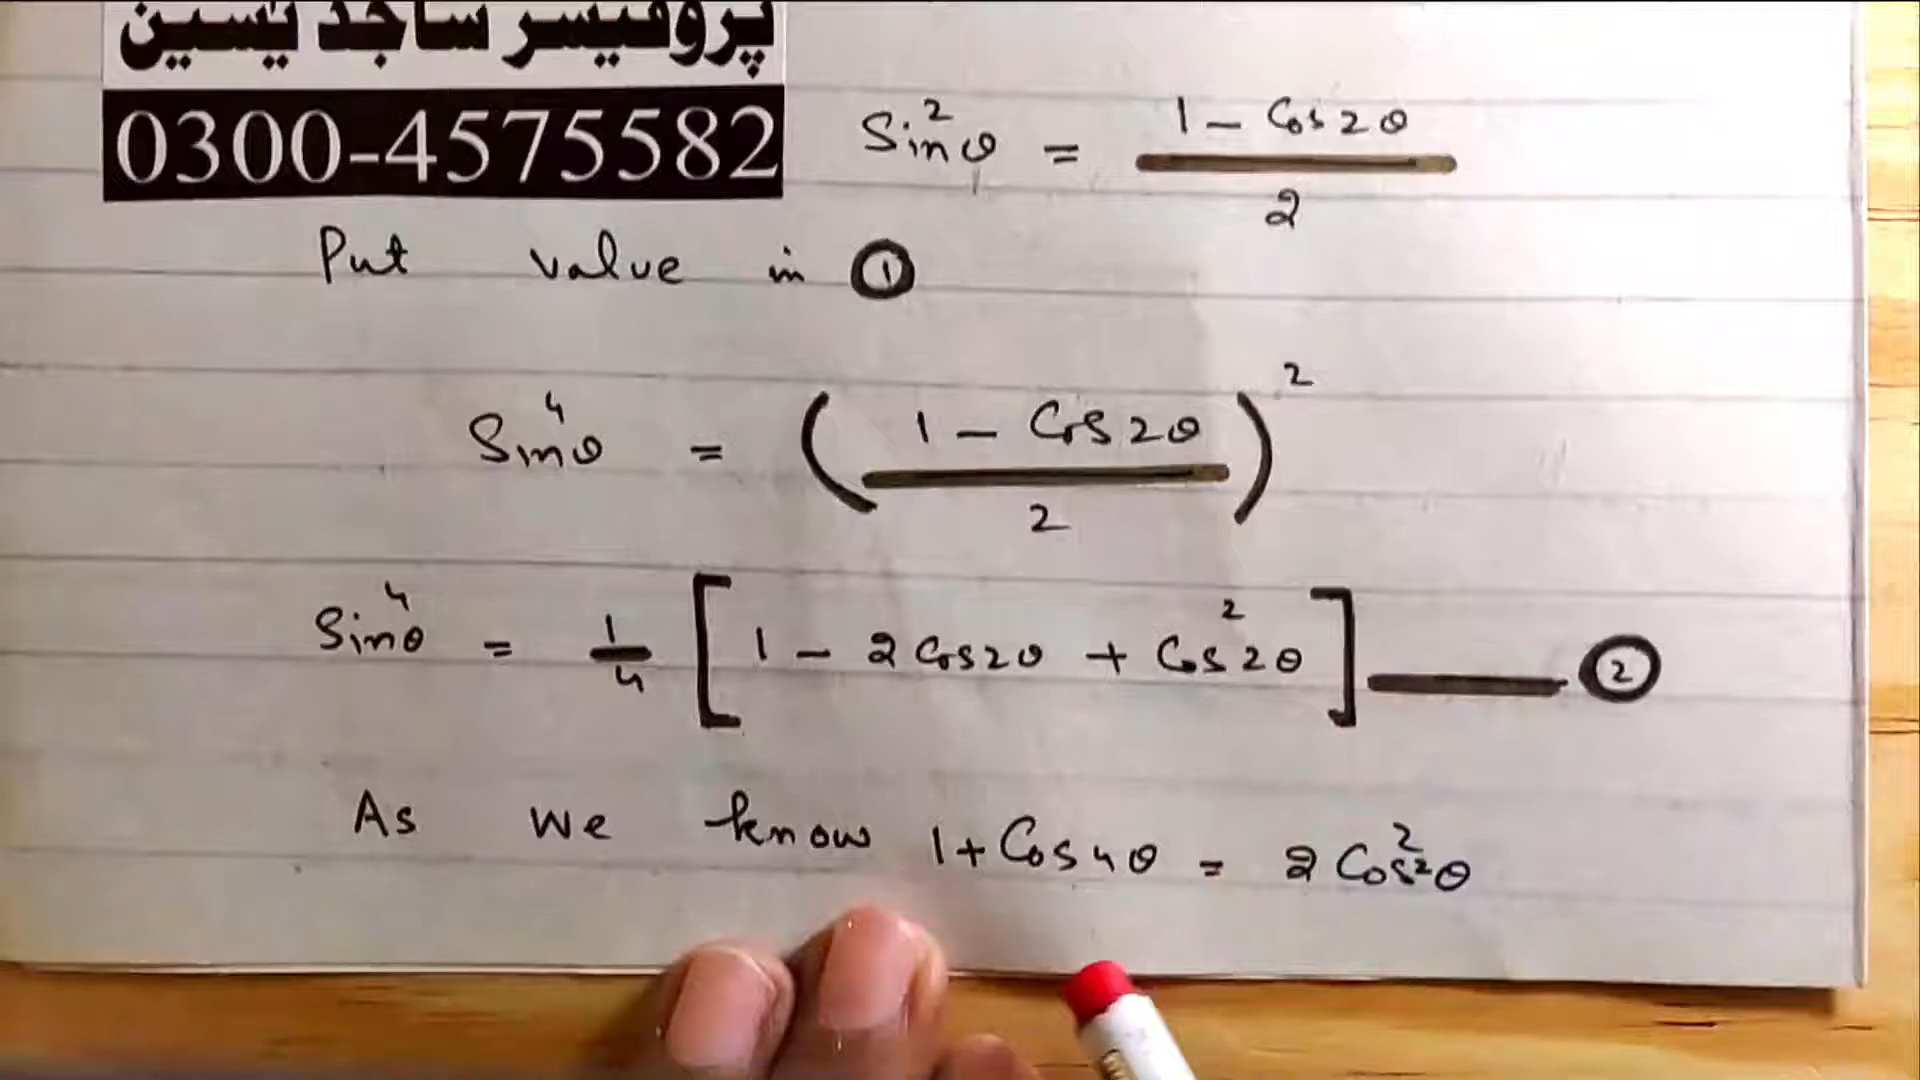 پروفیسر ساجد یسین
0300-4575582
Sin²θ = 1 - Cos2θ / 2
Put value in ①
Sin⁴θ = (1 - Cos2θ / 2)²
Sin⁴θ = 1/4 [1 - 2Cos2θ + Cos²2θ] — ②
As we know 1+Cos4θ = 2Cos²2θ